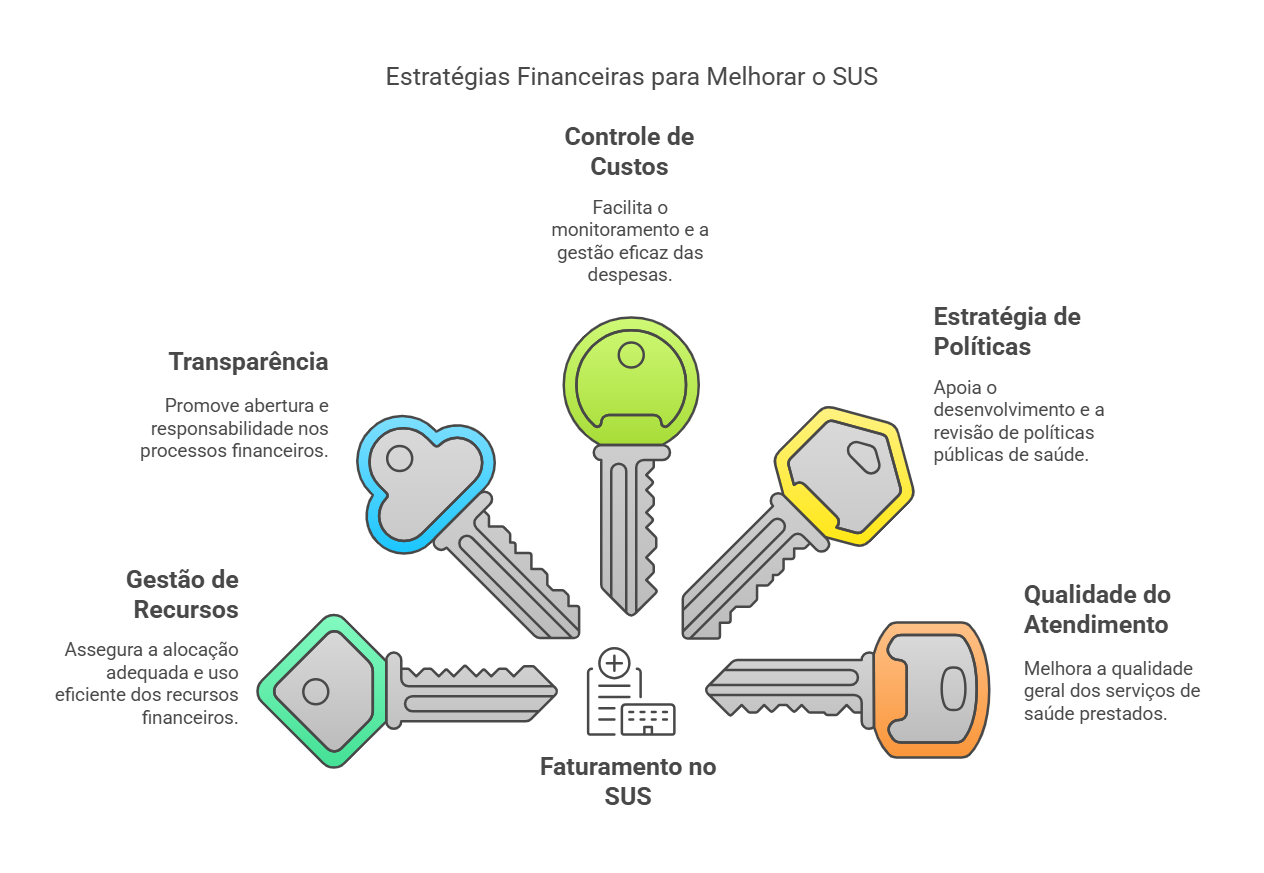 Estratégias Financeiras para Melhorar o SUS
Controle de
Custos
Facilita o
monitoramento e a
gestão eficaz das
despesas.
Estratégia de
Políticas
Apoia o
desenvolvimento e a
revisão de políticas
públicas de saúde.
Transparência
Promove abertura e
responsabilidade nos
processos financeiros.
Gestão de
Recursos
Assegura a alocação
adequada e uso
eficiente dos recursos
financeiros.
Qualidade do
Atendimento
Melhora a qualidade
geral dos serviços de
saúde prestados.
Faturamento no
SUS